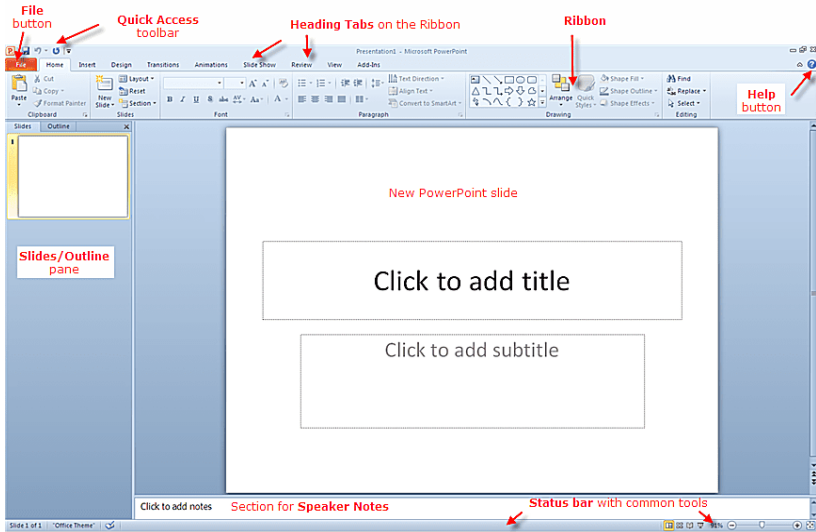 File
button
Quick Access
toolbar
Heading Tabs on the Ribbon
Ribbon
Presentation1 - Microsoft PowerPoint
File Home Insert Design Transitions Animations Slide Show Review View Add-Ins
Paste
Cut
Copy
Format Painter
Clipboard
New
Slide
Layout
Reset
Section
Slides
Font
Text Direction
Align Text
Convert to SmartArt
Paragraph
Arrange
Quick
Styles
Shape Fill
Shape Outline
Shape Effects
Drawing
Find
Replace
Select
Editing
Help
button
Slides Outline
1
Slides/Outline
pane
New PowerPoint slide
Click to add title
Click to add subtitle
Click to add notes
Section for Speaker Notes
Status bar with common tools
Slide 1 of 1 "Office Theme"